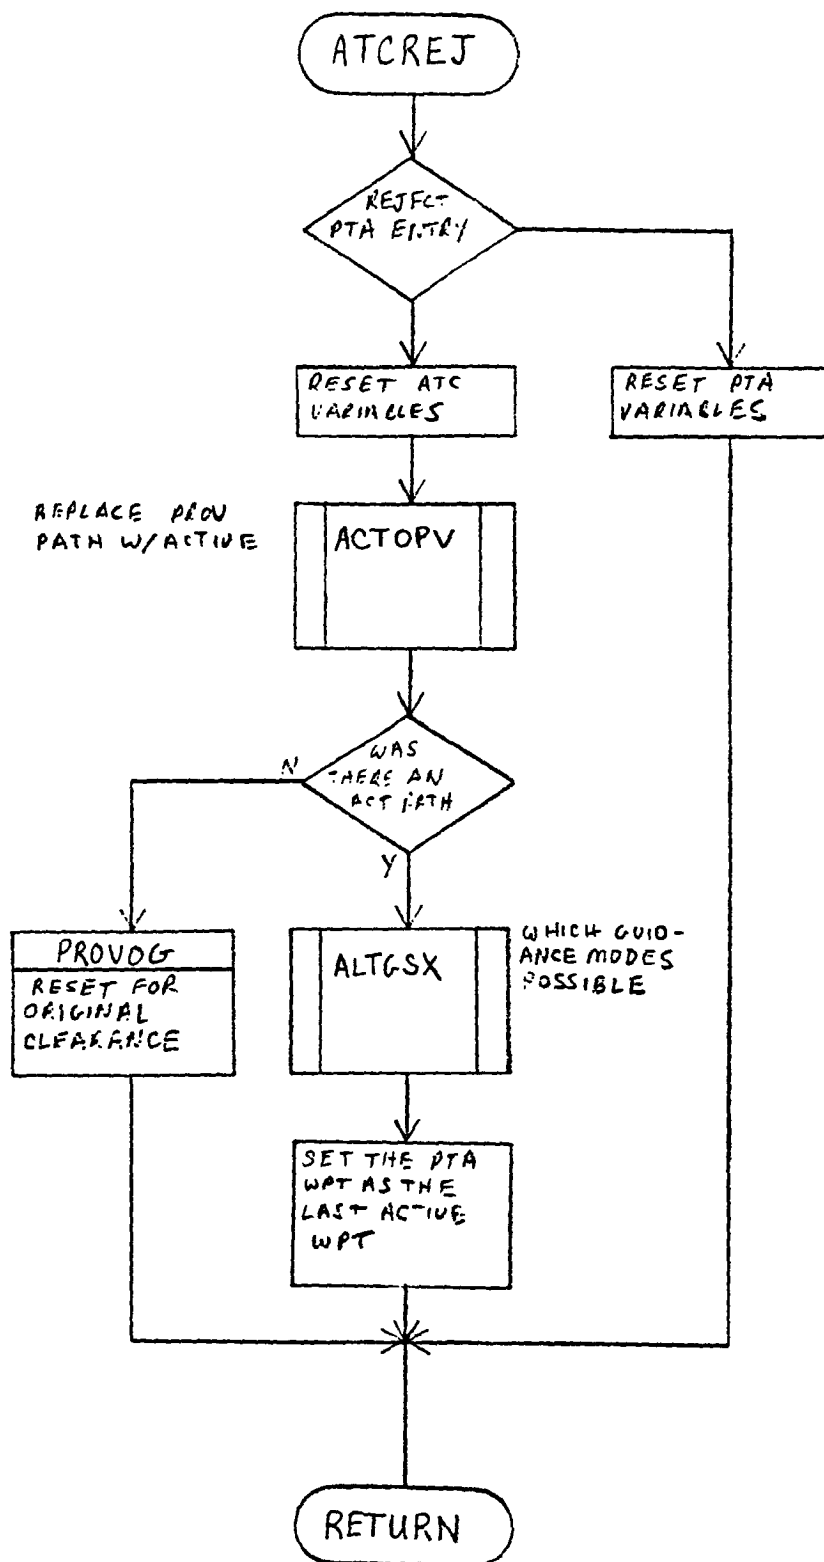 ATCREJ
REJECT
PTA ENTRY
RESET ATC
VARIABLES
RESET PTA
VARIABLES
REPLACE PROV
PATH W/ACTIVE
ACTOPV
WAS
THERE AN
ACT PATH
N
Y
PROVOG
RESET FOR
ORIGINAL
CLEARANCE
ALTGSX
WHICH GUID-
ANCE MODES
POSSIBLE
SET THE PTA
WPT AS THE
LAST ACTIVE
WPT
RETURN